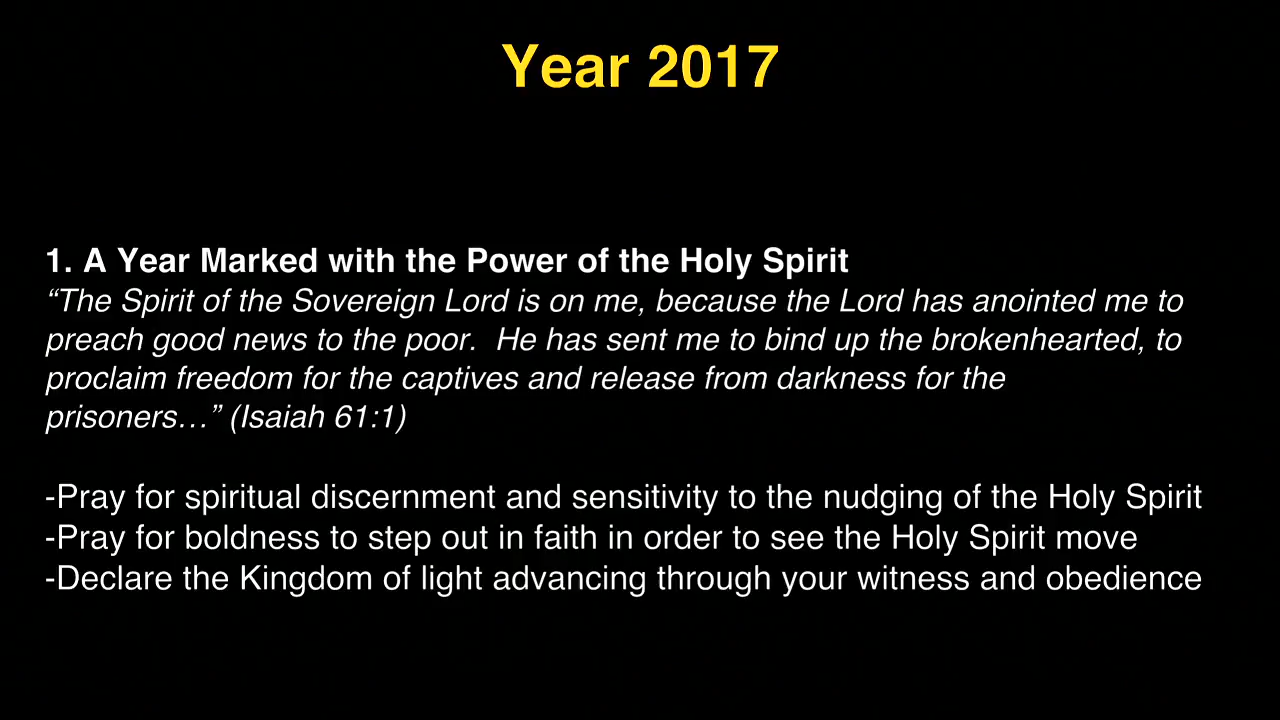 Year 2017
1. A Year Marked with the Power of the Holy Spirit
“The Spirit of the Sovereign Lord is on me, because the Lord has anointed me to
preach good news to the poor.  He has sent me to bind up the brokenhearted, to
proclaim freedom for the captives and release from darkness for the
prisoners…” (Isaiah 61:1)
-Pray for spiritual discernment and sensitivity to the nudging of the Holy Spirit
-Pray for boldness to step out in faith in order to see the Holy Spirit move
-Declare the Kingdom of light advancing through your witness and obedience